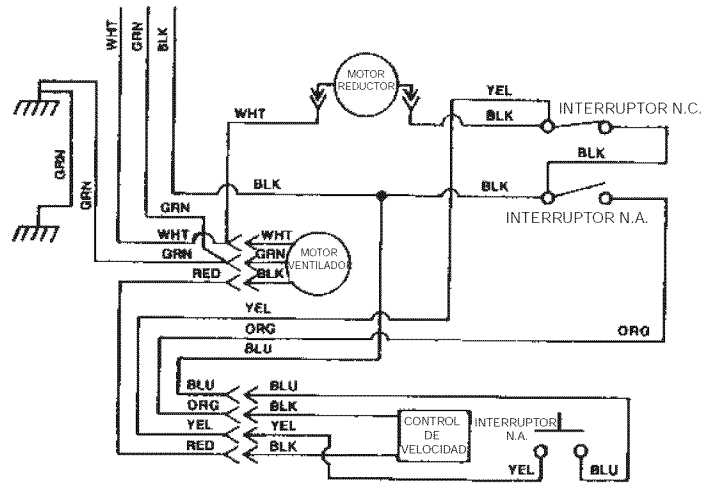 WHT
GRN
BLK
MOTOR
REDUCTOR
YEL
INTERRUPTOR N.C.
WHT
BLK
BLK
GRN
GRN
BLK
BLK
GRN
INTERRUPTOR N.A.
WHT
WHT
GRN
GRN
MOTOR
VENTILADOR
RED
BLK
YEL
ORG
ORG
BLU
BLU
BLU
ORG
BLK
CONTROL
DE
VELOCIDAD
INTERRUPTOR
N.A.
YEL
YEL
RED
BLK
YEL
BLU